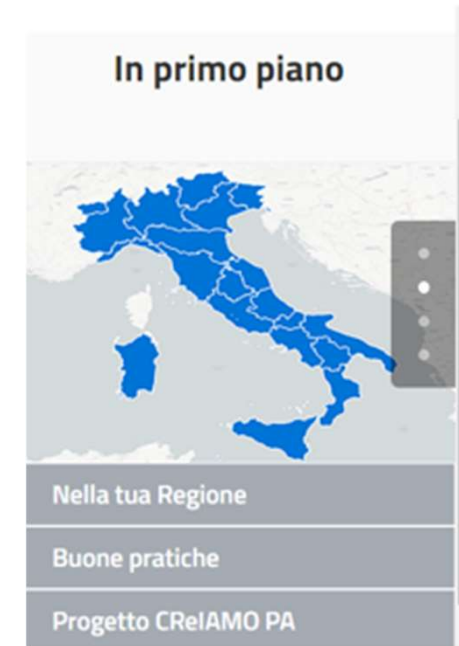 In primo piano
Nella tua Regione
Buone pratiche
Progetto CReIAMO PA